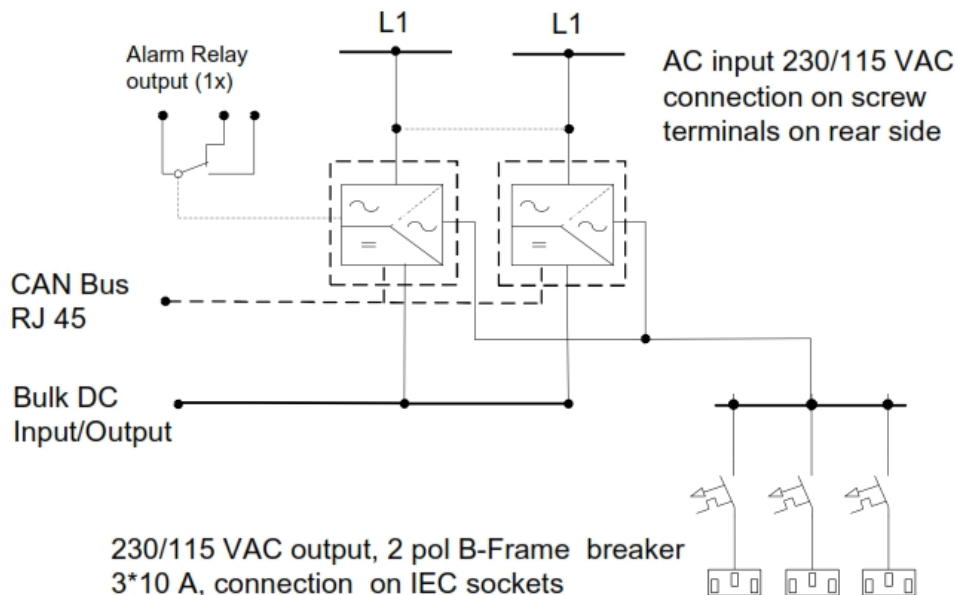 L1
L1
Alarm Relay
output (1x)
AC input 230/115 VAC
connection on screw
terminals on rear side
CAN Bus
RJ 45
Bulk DC
Input/Output
230/115 VAC output, 2 pol B-Frame breaker
3*10 A, connection on IEC sockets